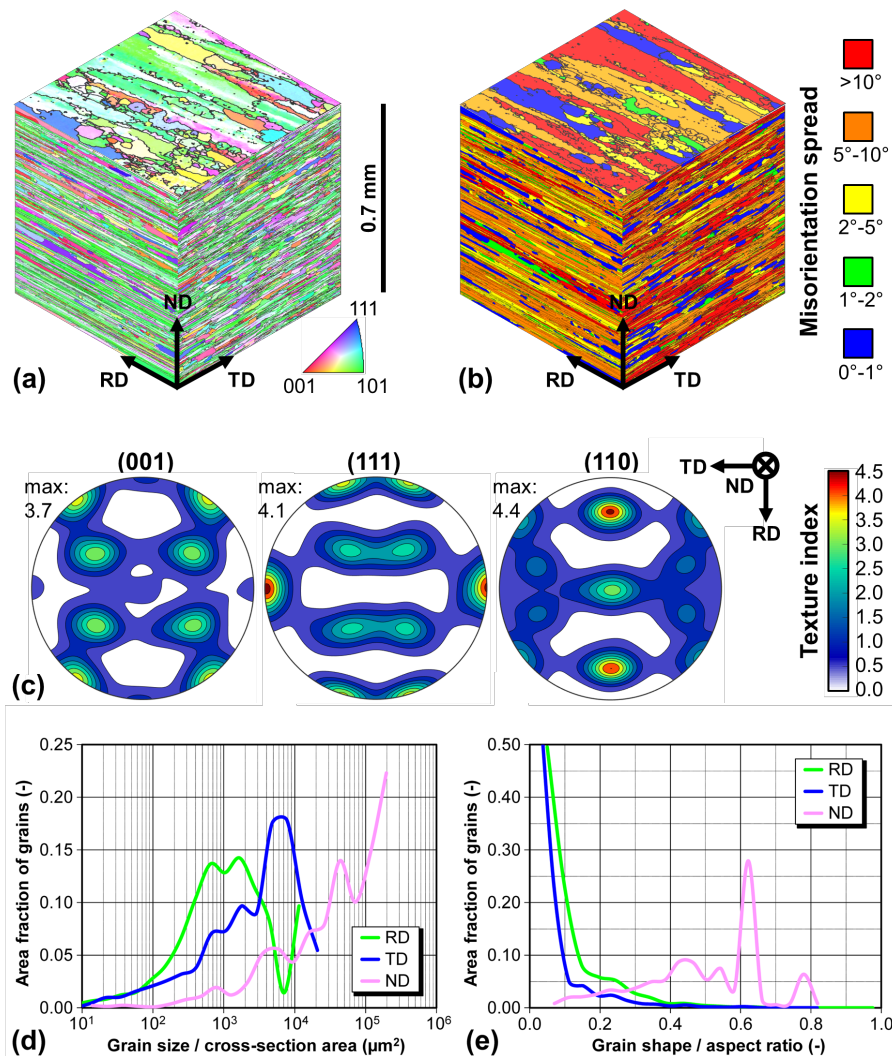 0.7 mm
ND
RD
TD
111
001
101
(a)
ND
RD
TD
(b)
Misorientation spread
>10°
5°-10°
2°-5°
1°-2°
0°-1°
(001)
(111)
(110)
max:
3.7
max:
4.1
max:
4.4
TD
ND
RD
Texture index
4.5
4.0
3.5
3.0
2.5
2.0
1.5
1.0
0.5
0.0
(c)
Area fraction of grains (-)
0.25
0.20
0.15
0.10
0.05
0.00
RD
TD
ND
10¹
10²
10³
10⁴
10⁵
10⁶
Grain size / cross-section area (µm²)
(d)
Area fraction of grains (-)
0.50
0.40
0.30
0.20
0.10
0.00
RD
TD
ND
0.0
0.2
0.4
0.6
0.8
1.0
Grain shape / aspect ratio (-)
(e)